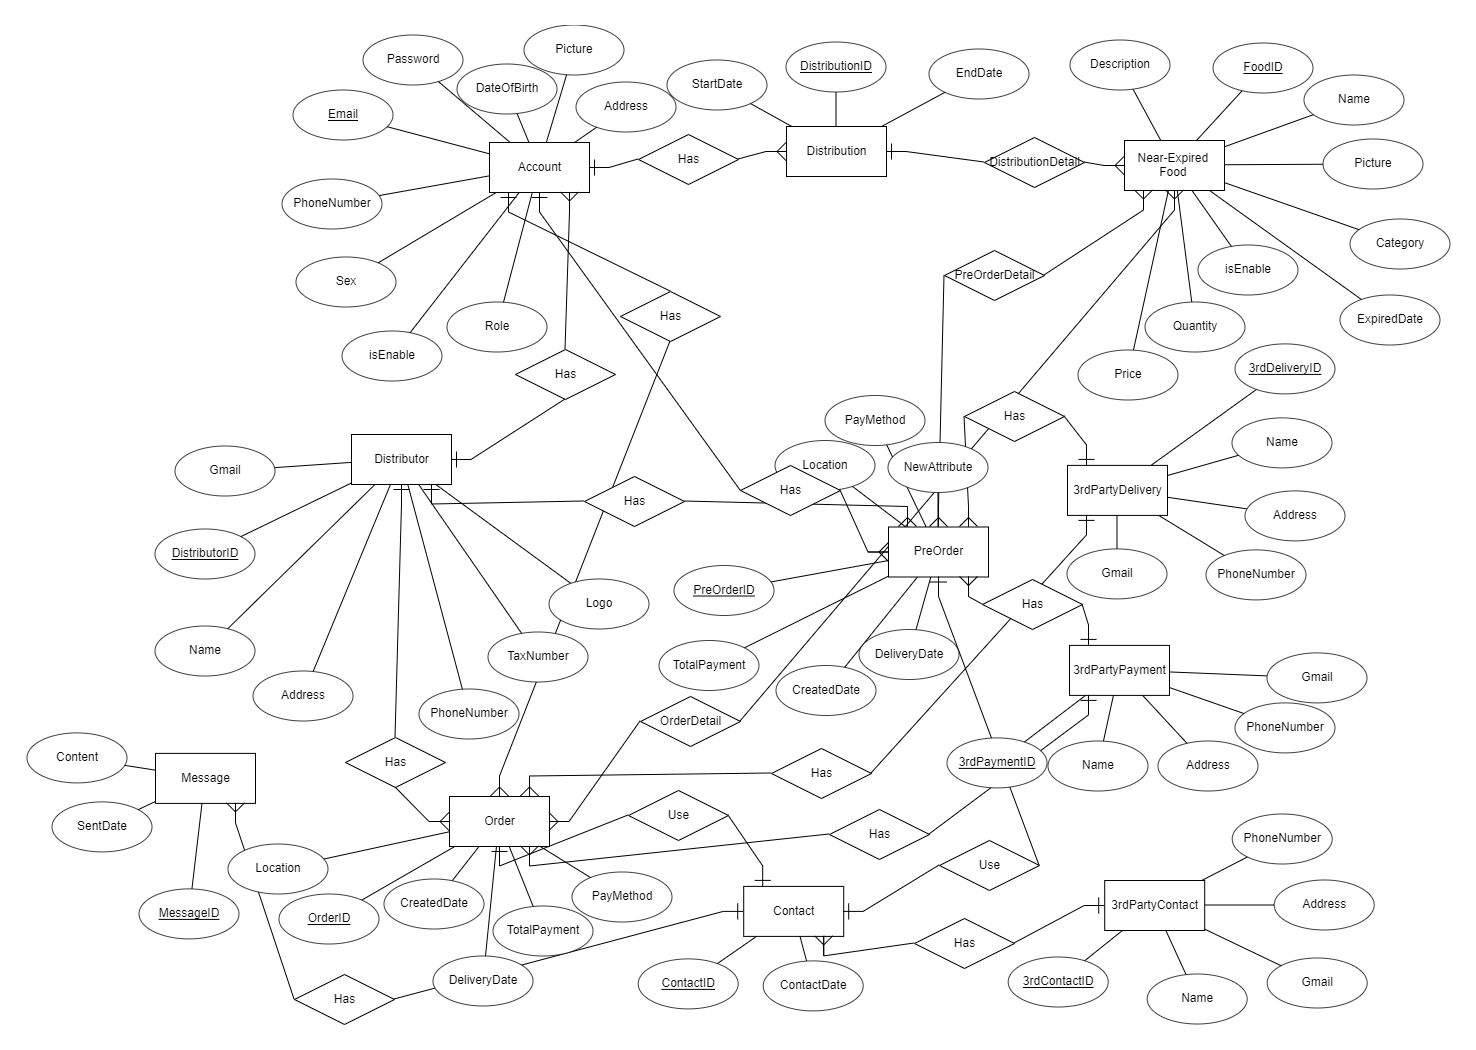 Picture
Password
DateOfBirth
Address
Email
Account
PhoneNumber
Sex
isEnable
Role
Has
StartDate
DistributionID
EndDate
Distribution
DistributionDetail
Description
FoodID
Name
Near-Expired
Food
Picture
Category
isEnable
ExpiredDate
Quantity
Price
PreOrderDetail
Has
Has
3rdDeliveryID
Has
PayMethod
Location
NewAttribute
Name
Distributor
Gmail
Has
Has
3rdPartyDelivery
Address
DistributorID
PreOrder
Gmail
PhoneNumber
PreOrderID
Logo
Has
Name
TaxNumber
TotalPayment
DeliveryDate
CreatedDate
3rdPartyPayment
Gmail
Address
PhoneNumber
OrderDetail
PhoneNumber
Has
Content
Message
Has
3rdPaymentID
Name
Address
SentDate
Order
Use
Has
PhoneNumber
Location
Use
CreatedDate
PayMethod
MessageID
OrderID
Contact
3rdPartyContact
Address
TotalPayment
Has
DeliveryDate
ContactID
ContactDate
3rdContactID
Gmail
Has
Name